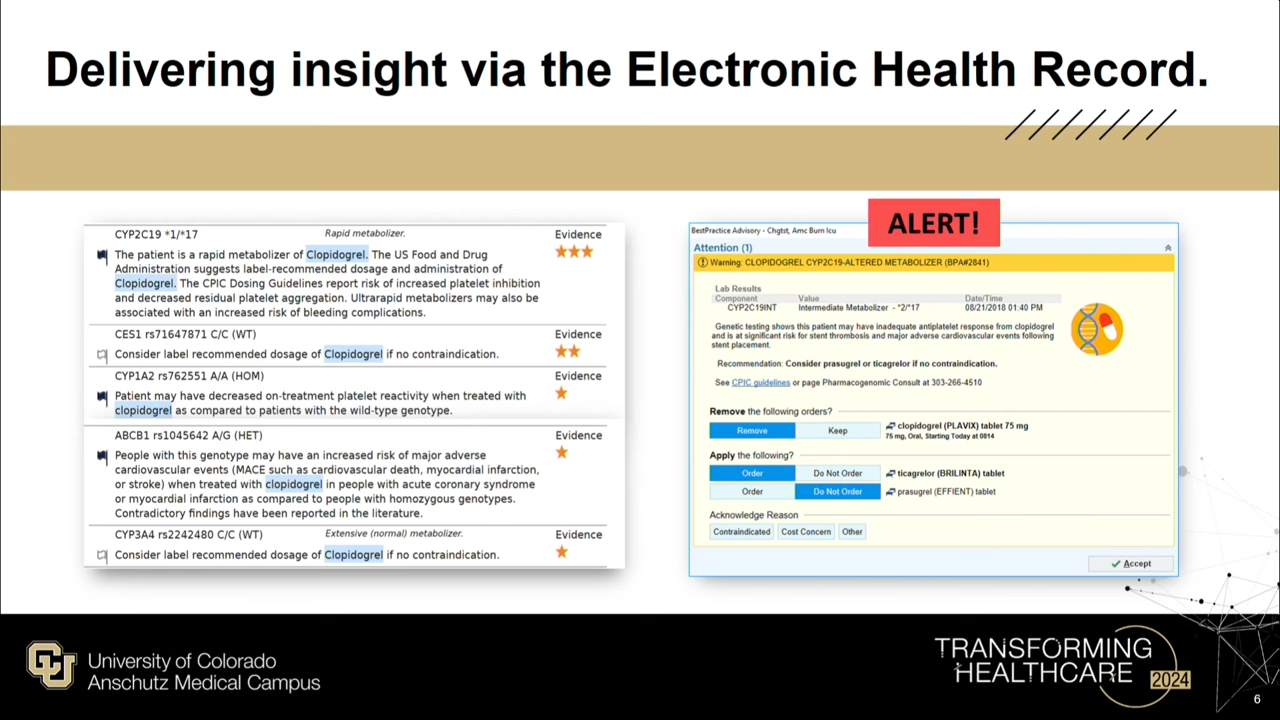 Delivering insight via the Electronic Health Record.
CYP2C19 *1/*17 Rapid metabolizer. Evidence
The patient is a rapid metabolizer of Clopidogrel. The US Food and Drug
Administration suggests label-recommended dosage and administration of
Clopidogrel. The CPIC Dosing Guidelines report risk of increased platelet inhibition
and decreased residual platelet aggregation. Ultrarapid metabolizers may also be
associated with an increased risk of bleeding complications.
CES1 rs71647871 C/C (WT) Evidence
Consider label recommended dosage of Clopidogrel if no contraindication.
CYP1A2 rs762551 A/A (HOM) Evidence
Patient may have decreased on-treatment platelet reactivity when treated with
clopidogrel as compared to patients with the wild-type genotype.
ABCB1 rs1045642 A/G (HET) Evidence
People with this genotype may have an increased risk of major adverse
cardiovascular events (MACE such as cardiovascular death, myocardial infarction,
or stroke) when treated with clopidogrel in people with acute coronary syndrome
or myocardial infarction as compared to people with homozygous genotypes.
Contradictory findings have been reported in the literature.
CYP3A4 rs2242480 C/C (WT) Extensive (normal) metabolizer. Evidence
Consider label recommended dosage of Clopidogrel if no contraindication.
ALERT!
BestPractice Advisory - Chgtst, Amc Burn Icu
Attention (1)
Warning: CLOPIDOGREL CYP2C19-ALTERED METABOLIZER (BPA#2841)
Lab Results
Component Value Date/Time
CYP2C19INT Intermediate Metabolizer - *2/*17 08/21/2018 01:40 PM
Genetic testing shows this patient may have inadequate antiplatelet response from clopidogrel
and is at significant risk for stent thrombosis and major adverse cardiovascular events following
stent placement.
Recommendation: Consider prasugrel or ticagrelor if no contraindication.
See CPIC guidelines or page Pharmacogenomic Consult at 303-266-4510
Remove the following orders?
Remove Keep clopidogrel (PLAVIX) tablet 75 mg
75 mg, Oral, Starting Today at 0814
Apply the following?
Order Do Not Order ticagrelor (BRILINTA) tablet
Order Do Not Order prasugrel (EFFIENT) tablet
Acknowledge Reason
Contraindicated Cost Concern Other
Accept
University of Colorado
Anschutz Medical Campus
TRANSFORMING
HEALTHCARE
2024
6